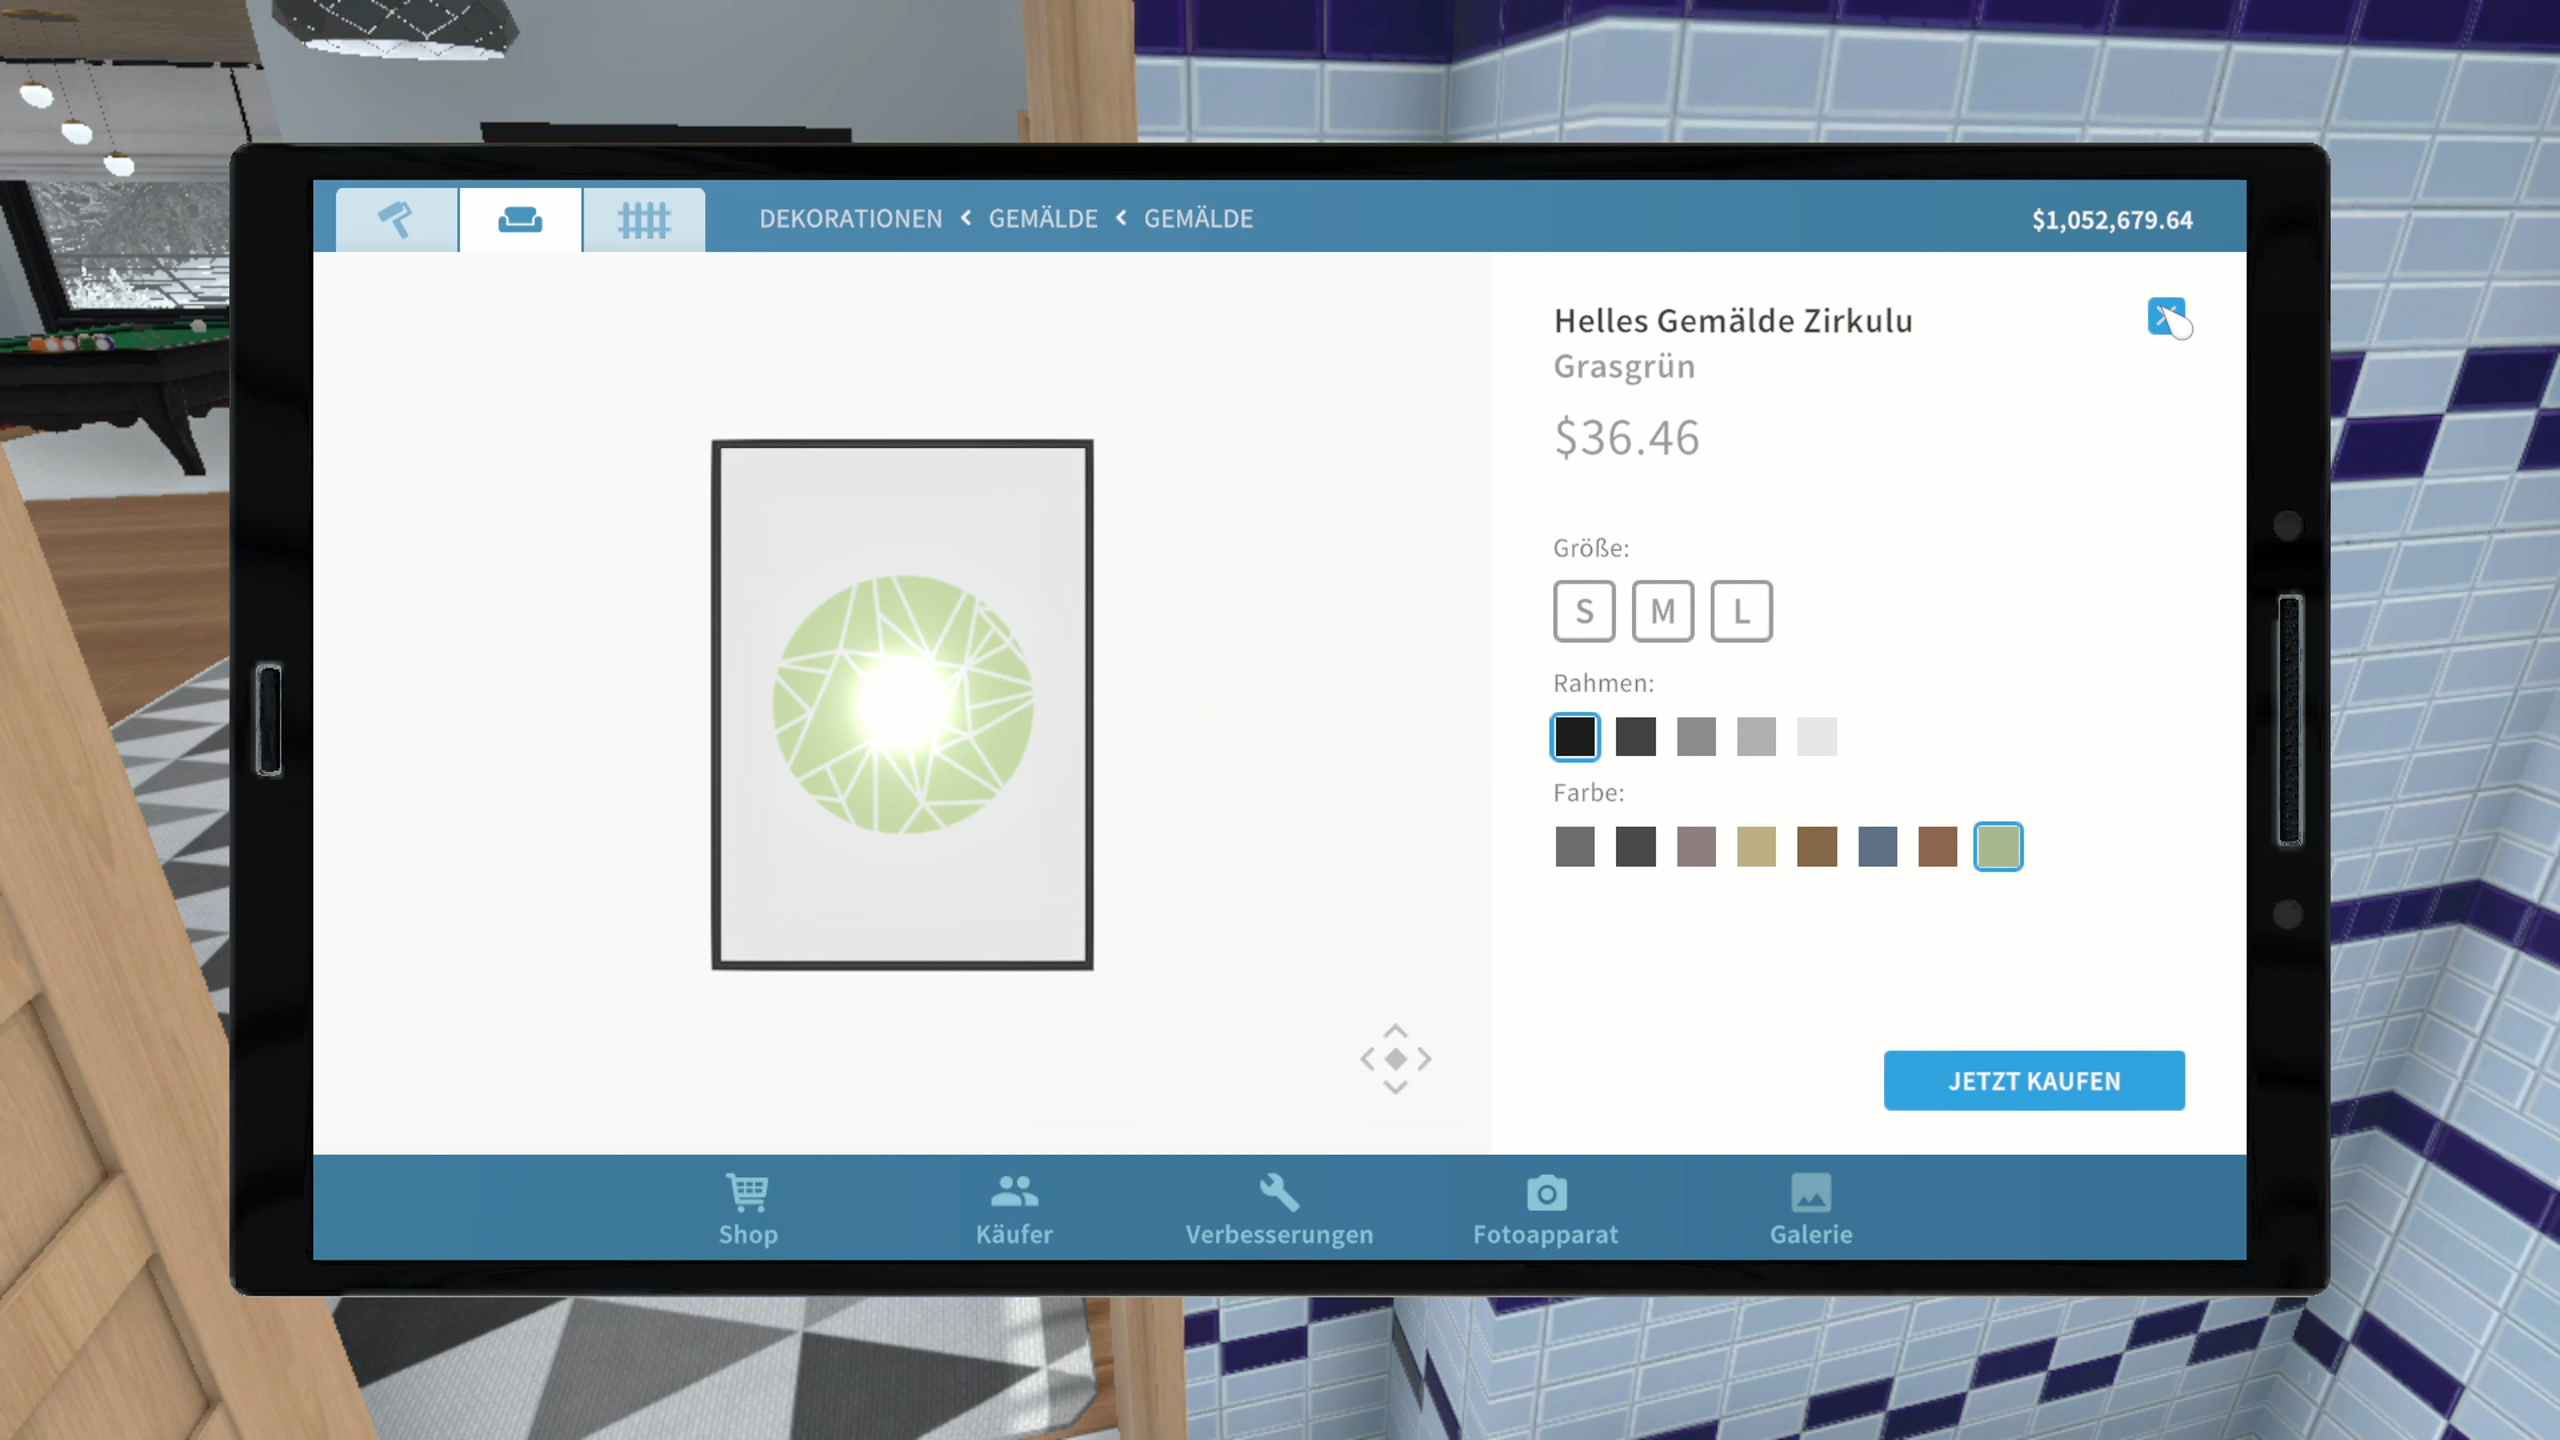 DEKORATIONEN < GEMÄLDE < GEMÄLDE
$1,052,679.64
Helles Gemälde Zirkulu
Grasgrün
$36.46
Größe:
S M L
Rahmen:
Farbe:
JETZT KAUFEN
Shop
Käufer
Verbesserungen
Fotoapparat
Galerie